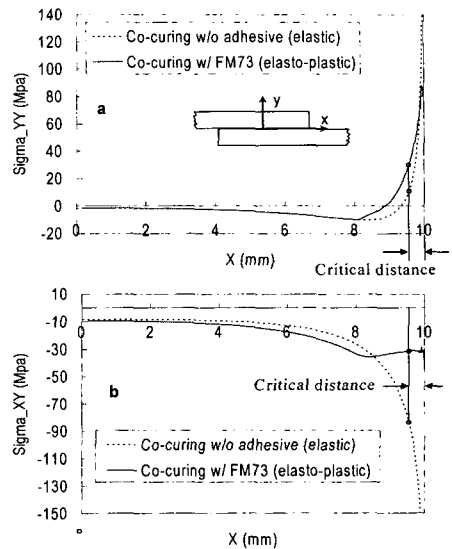 140
120
100
80
60
40
20
0
-20
Sigma_YY (Mpa)
Co-curing w/o adhesive (elastic)
Co-curing w/ FM73 (elasto-plastic)
a
y
x
0 2 4 6 8 10
X (mm)
Critical distance
10
-10
-30
-50
-70
-90
-110
-130
-150
Sigma_XY (Mpa)
0 2 4 6 8 10
Critical distance
b
Co-curing w/o adhesive (elastic)
Co-curing w/ FM73 (elasto-plastic)
X (mm)